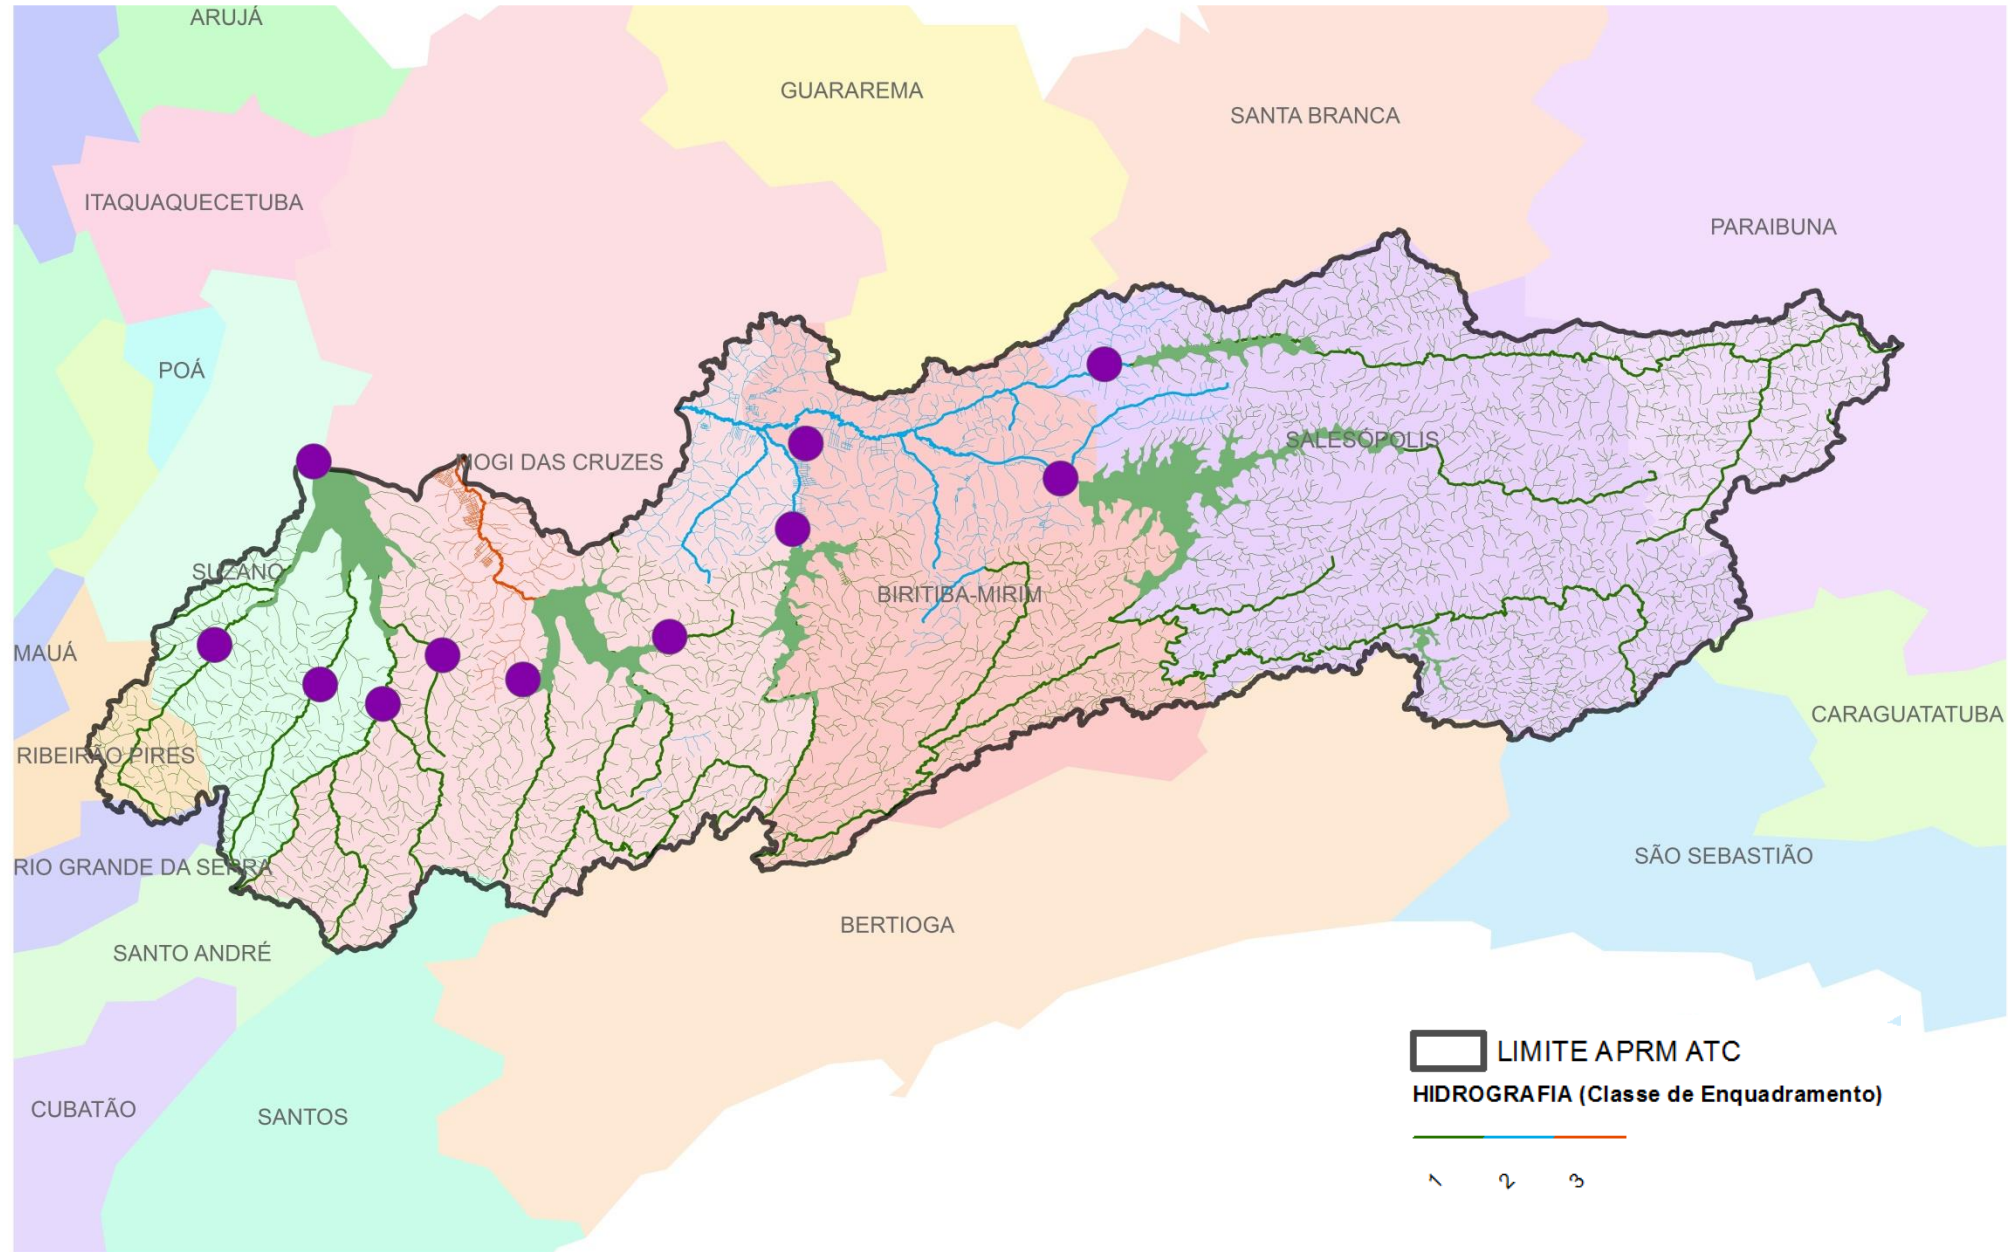 ARUJÁ
GUARAREMA
SANTA BRANCA
ITAQUAQUECETUBA
PARAIBUNA
POÁ
SALESÓPOLIS
MOGI DAS CRUZES
SUZANO
BIRITIBA-MIRIM
MAUÁ
CARAGUATATUBA
RIBEIRÃO PIRES
SÃO SEBASTIÃO
RIO GRANDE DA SERRA
BERTIOGA
SANTO ANDRÉ
LIMITE APRM ATC
HIDROGRAFIA (Classe de Enquadramento)
CUBATÃO
SANTOS
1 2 3